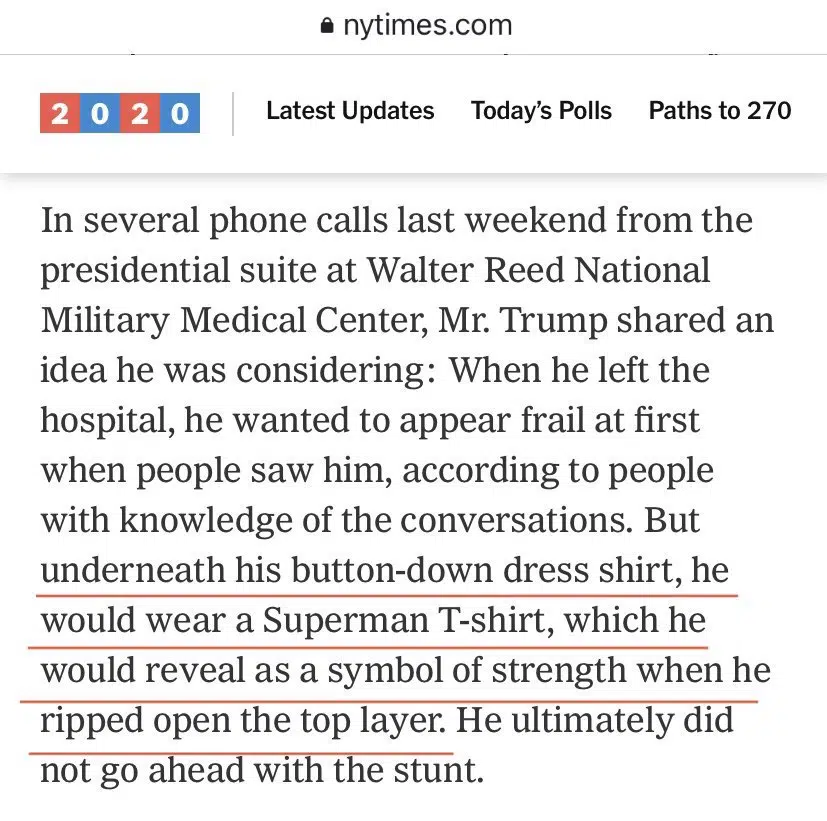 nytimes.com
2020 Latest Updates Today's Polls Paths to 270
In several phone calls last weekend from the
presidential suite at Walter Reed National
Military Medical Center, Mr. Trump shared an
idea he was considering: When he left the
hospital, he wanted to appear frail at first
when people saw him, according to people
with knowledge of the conversations. But
underneath his button-down dress shirt, he
would wear a Superman T-shirt, which he
would reveal as a symbol of strength when he
ripped open the top layer. He ultimately did
not go ahead with the stunt.